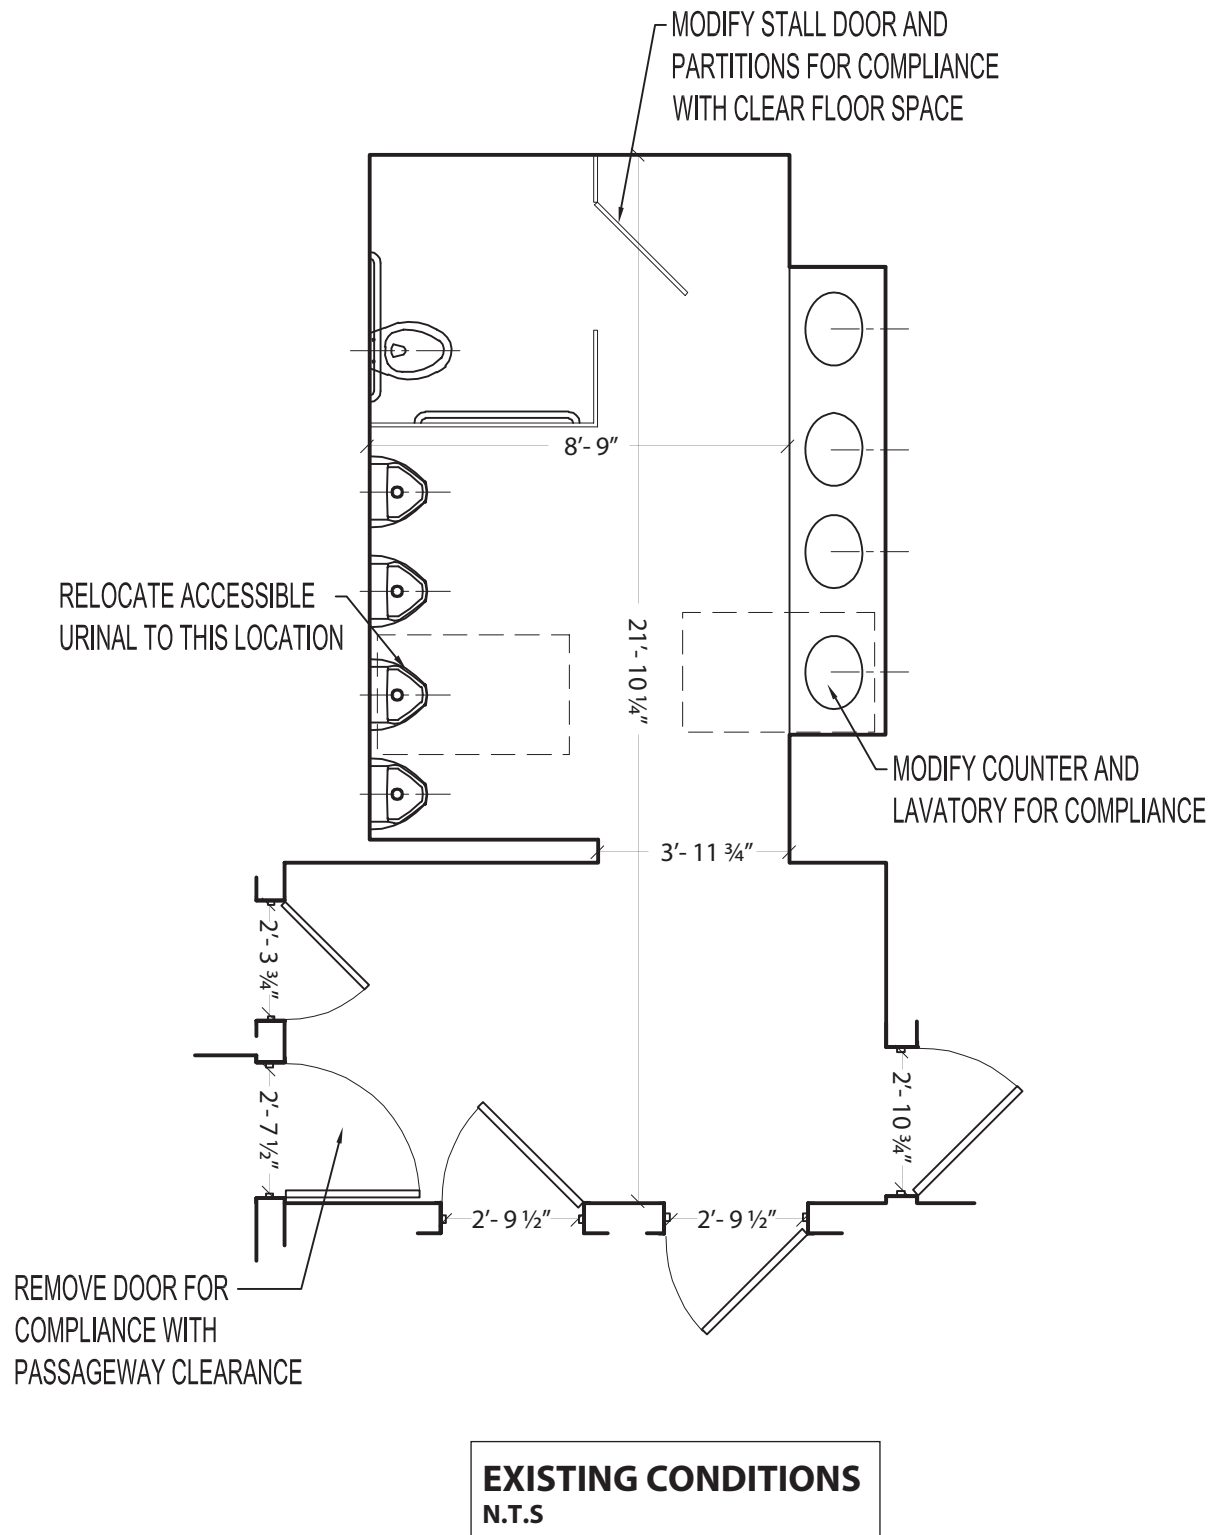 MODIFY STALL DOOR AND
PARTITIONS FOR COMPLIANCE
WITH CLEAR FLOOR SPACE
8'- 9"
RELOCATE ACCESSIBLE
URINAL TO THIS LOCATION
21'- 10 ¼"
MODIFY COUNTER AND
LAVATORY FOR COMPLIANCE
3'- 11 ¾"
2'- 3 ¾"
2'- 7 ½"
2'- 10 ¾"
2'- 9 ½"
2'- 9 ½"
REMOVE DOOR FOR
COMPLIANCE WITH
PASSAGEWAY CLEARANCE
EXISTING CONDITIONS
N.T.S